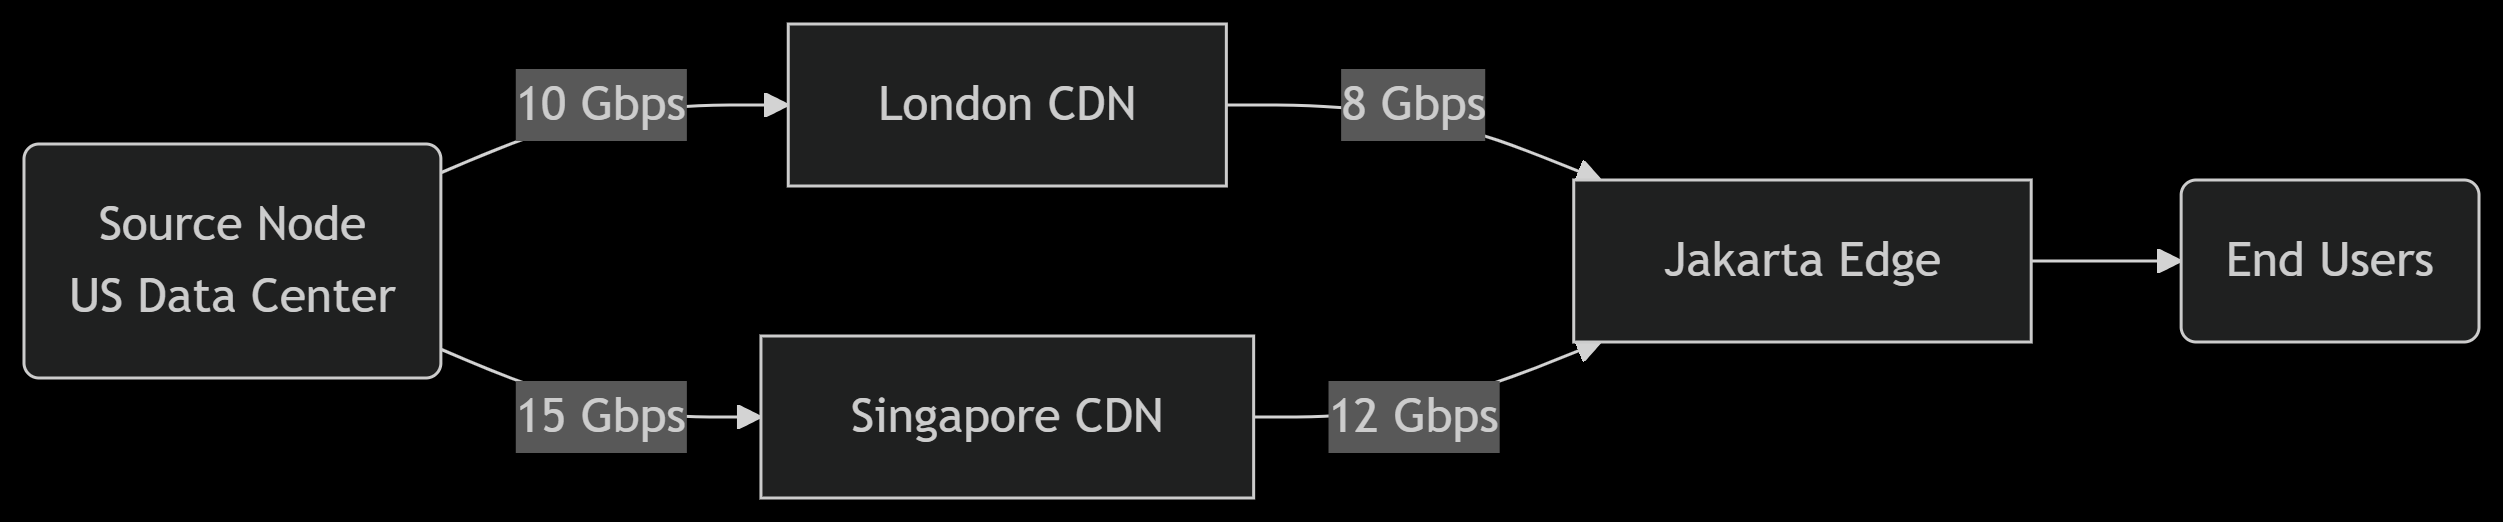 Source Node
US Data Center
10 Gbps
London CDN
8 Gbps
15 Gbps
Singapore CDN
12 Gbps
Jakarta Edge
End Users